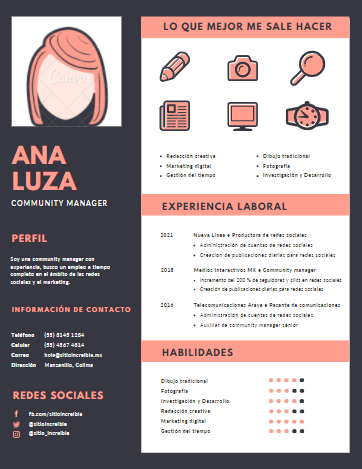 ANA
LUZA
COMMUNITY MANAGER
PERFIL
Soy una community manager con
experiencia, busco un empleo a tiempo
completo en el ámbito de las redes
sociales y el marketing.
INFORMACIÓN DE CONTACTO
Teléfono (55) 8145 1254
Celular (55) 4567 4514
Correo hola@sitioincreible.mx
Dirección Manzanillo, Colima
REDES SOCIALES
fb.com/sitioincreible
@sitioincreible
@sitio_increible
LO QUE MEJOR ME SALE HACER
• Redacción creativa
• Marketing digital
• Gestión del tiempo
• Dibujo tradicional
• Fotografía
• Investigación y Desarrollo
EXPERIENCIA LABORAL
2021 Nueva Línea • Productora de redes sociales
• Administración de cuentas de redes sociales
• Creación de publicaciones diarias para redes sociales
2018 Medios Interactivos MX • Community manager
• Incremento del 200 % de seguidores y clics en redes sociales
• Creación de publicaciones diarias para redes sociales
2016 Telecomunicaciones Araya • Pasante de comunicaciones
• Administración de cuentas de redes sociales
• Auxiliar de community manager sénior
HABILIDADES
Dibujo tradicional
Fotografía
Investigación y Desarrollo
Redacción creativa
Marketing digital
Gestión del tiempo